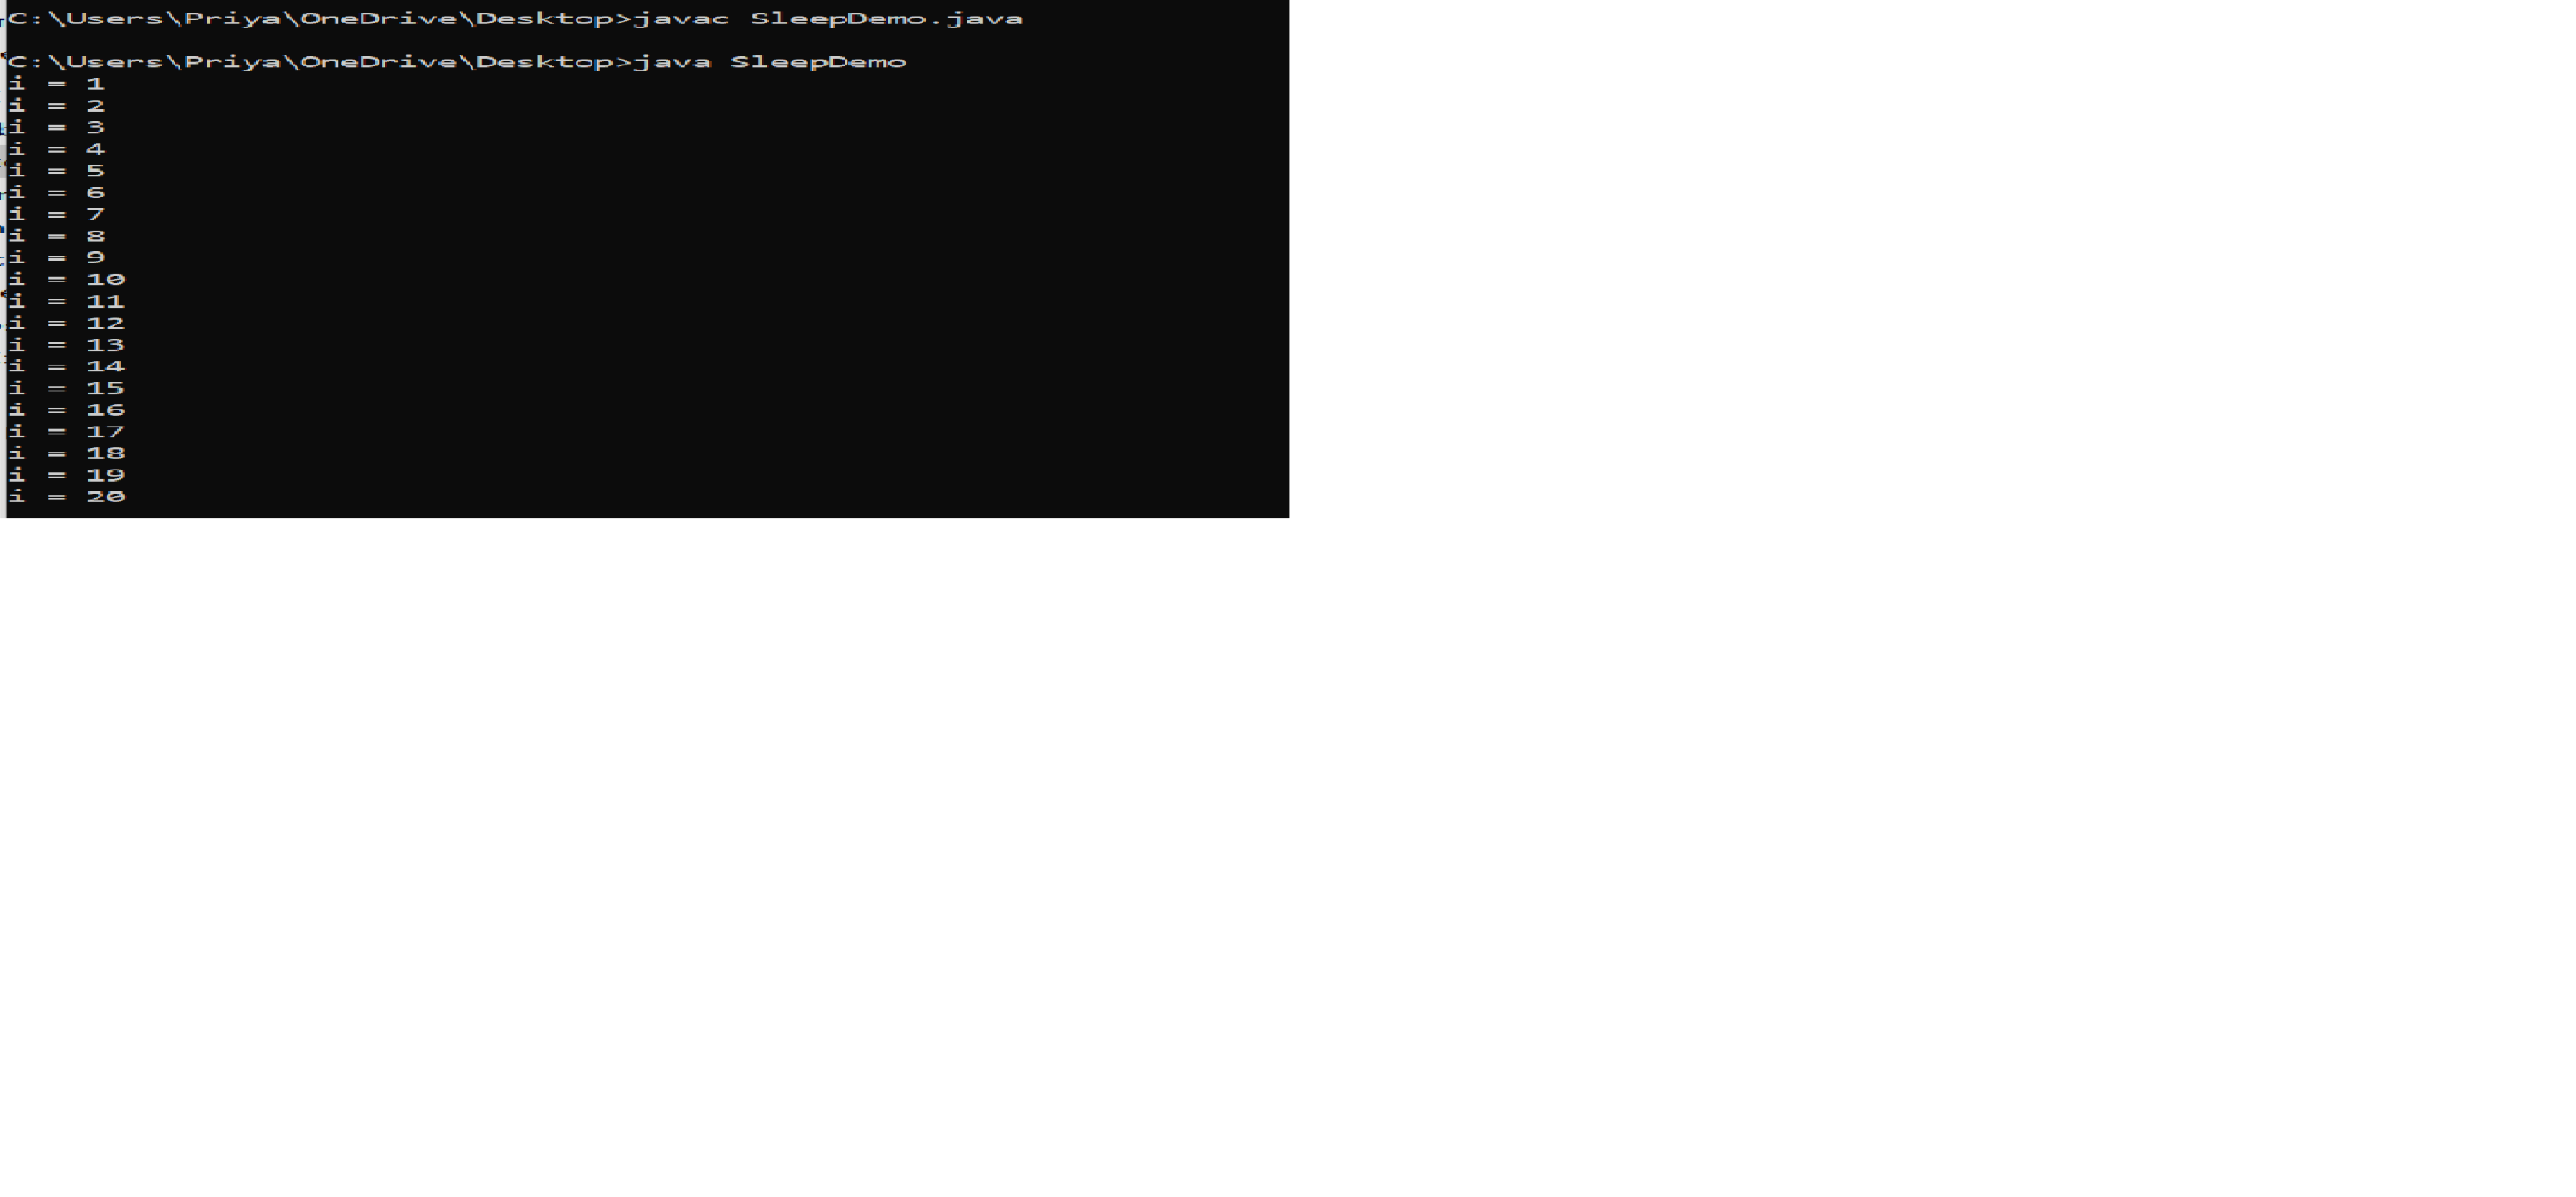 C:\Users\Priya\OneDrive\Desktop>javac SleepDemo.java
C:\Users\Priya\OneDrive\Desktop>java SleepDemo
i = 1
i = 2
i = 3
i = 4
i = 5
i = 6
i = 7
i = 8
i = 9
i = 10
i = 11
i = 12
i = 13
i = 14
i = 15
i = 16
i = 17
i = 18
i = 19
i = 20